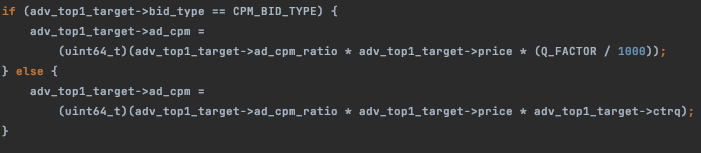 if (adv_top1_target->bid_type == CPM_BID_TYPE) {
    adv_top1_target->ad_cpm =
        (uint64_t)(adv_top1_target->ad_cpm_ratio * adv_top1_target->price * (Q_FACTOR / 1000));
} else {
    adv_top1_target->ad_cpm =
        (uint64_t)(adv_top1_target->ad_cpm_ratio * adv_top1_target->price * adv_top1_target->ctrq);
}